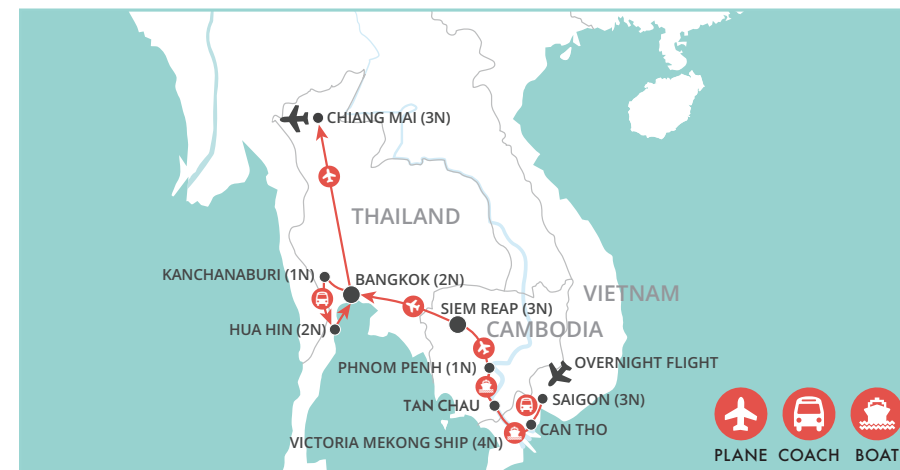 CHIANG MAI (3N)
THAILAND
KANCHANABURI (1N)
BANGKOK (2N)
VIETNAM
SIEM REAP (3N)
HUA HIN (2N)
CAMBODIA
PHNOM PENH (1N)
OVERNIGHT FLIGHT
TAN CHAU
SAIGON (3N)
CAN THO
VICTORIA MEKONG SHIP (4N)
PLANE COACH BOAT